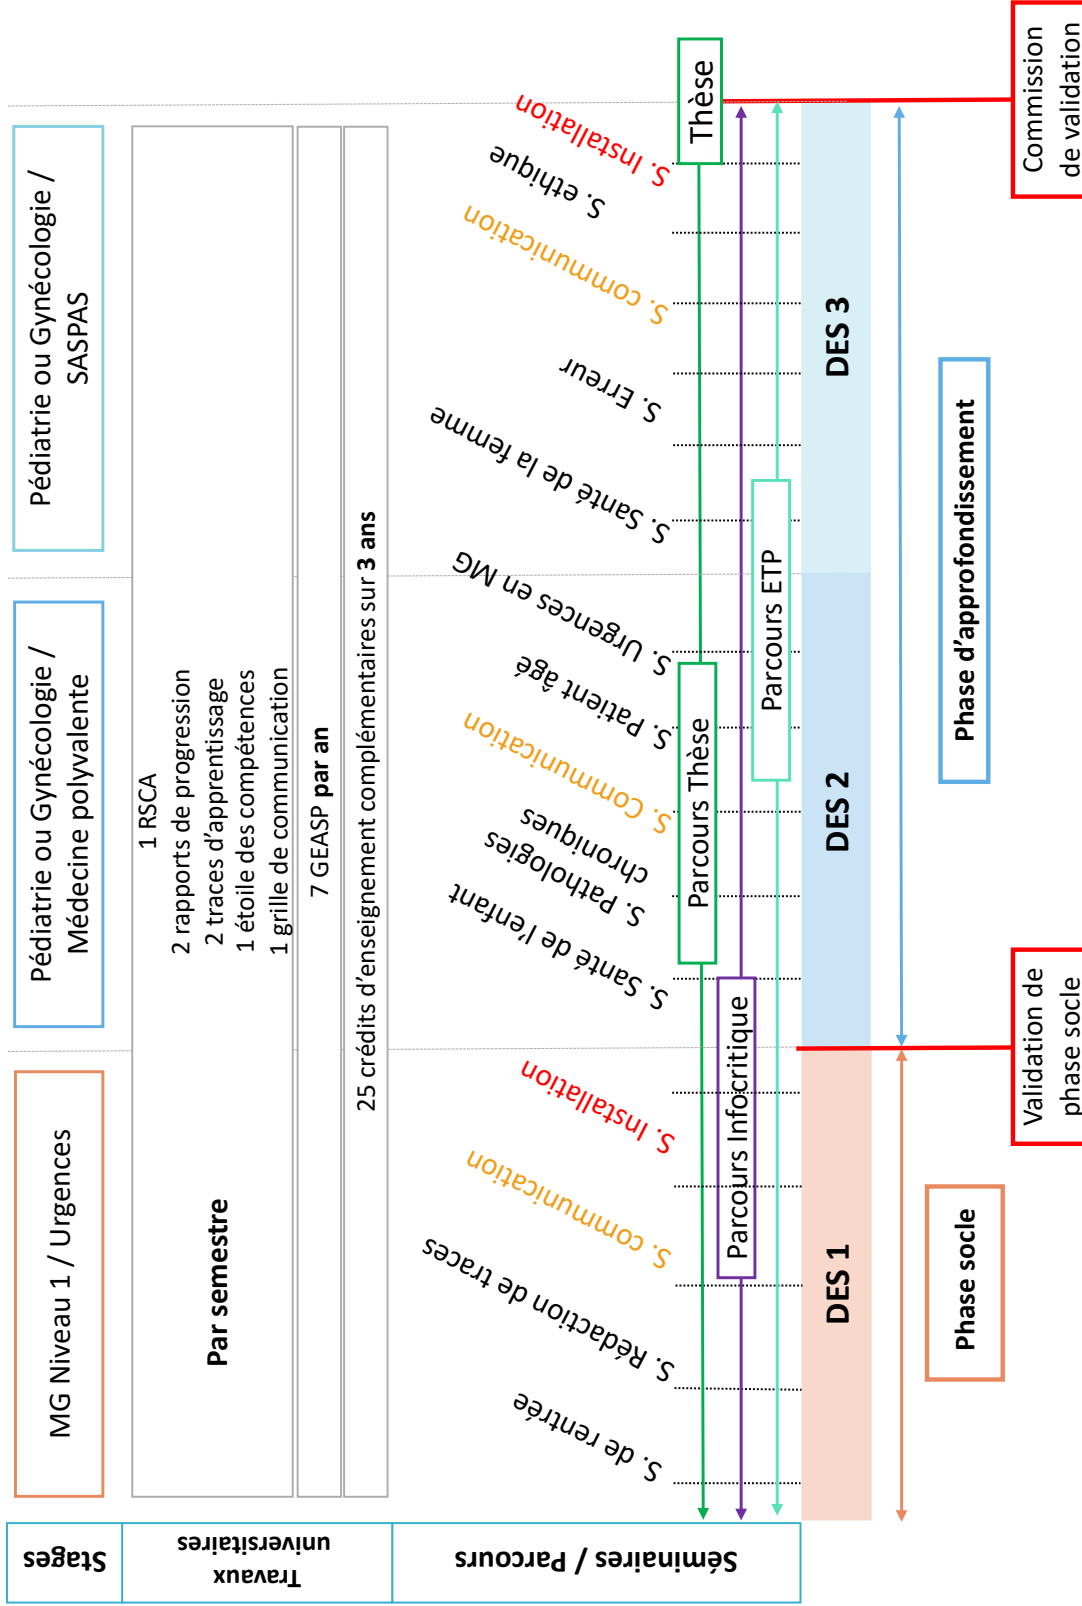 Stages
MG Niveau 1 / Urgences
Pédiatrie ou Gynécologie /
Médecine polyvalente
Pédiatrie ou Gynécologie /
SASPAS
Travaux
universitaires
Par semestre
1 RSCA
2 rapports de progression
2 traces d'apprentissage
1 étoile des compétences
1 grille de communication
7 GEASP par an
25 crédits d'enseignement complémentaires sur 3 ans
Séminaires / Parcours
S. de rentrée
S. Rédaction de traces
S. communication
S. Installation
S. Santé de l'enfant
S. Pathologies
chroniques
S. Communication
S. Patient âgé
S. Urgences en MG
S. Santé de la femme
S. Erreur
S. communication
S. ethique
S. Installation
Parcours Thèse
Thèse
Parcours Infocritique
Parcours ETP
DES 1
DES 2
DES 3
Phase socle
Phase d'approfondissement
Validation de
phase socle
Commission
de validation